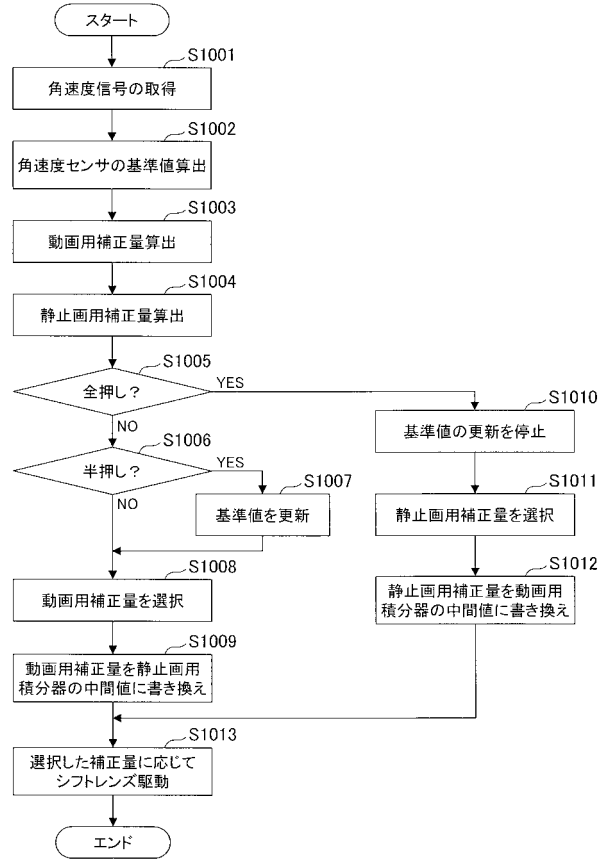 スタート
S1001
角速度信号の取得
S1002
角速度センサの基準値算出
S1003
動画用補正量算出
S1004
静止画用補正量算出
S1005
全押し?
YES
NO
S1006
半押し?
YES
NO
S1007
基準値を更新
S1008
動画用補正量を選択
S1009
動画用補正量を静止画用
積分器の中間値に書き換え
S1010
基準値の更新を停止
S1011
静止画用補正量を選択
S1012
静止画用補正量を動画用
積分器の中間値に書き換え
S1013
選択した補正量に応じて
シフトレンズ駆動
エンド